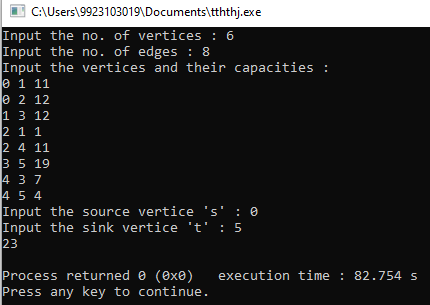 C:\Users\9923103019\Documents\tththj.exe
Input the no. of vertices : 6
Input the no. of edges : 8
Input the vertices and their capacities :
0 1 11
0 2 12
1 3 12
2 1 1
2 4 11
3 5 19
4 3 7
4 5 4
Input the source vertice 's' : 0
Input the sink vertice 't' : 5
23
Process returned 0 (0x0)   execution time : 82.754 s
Press any key to continue.